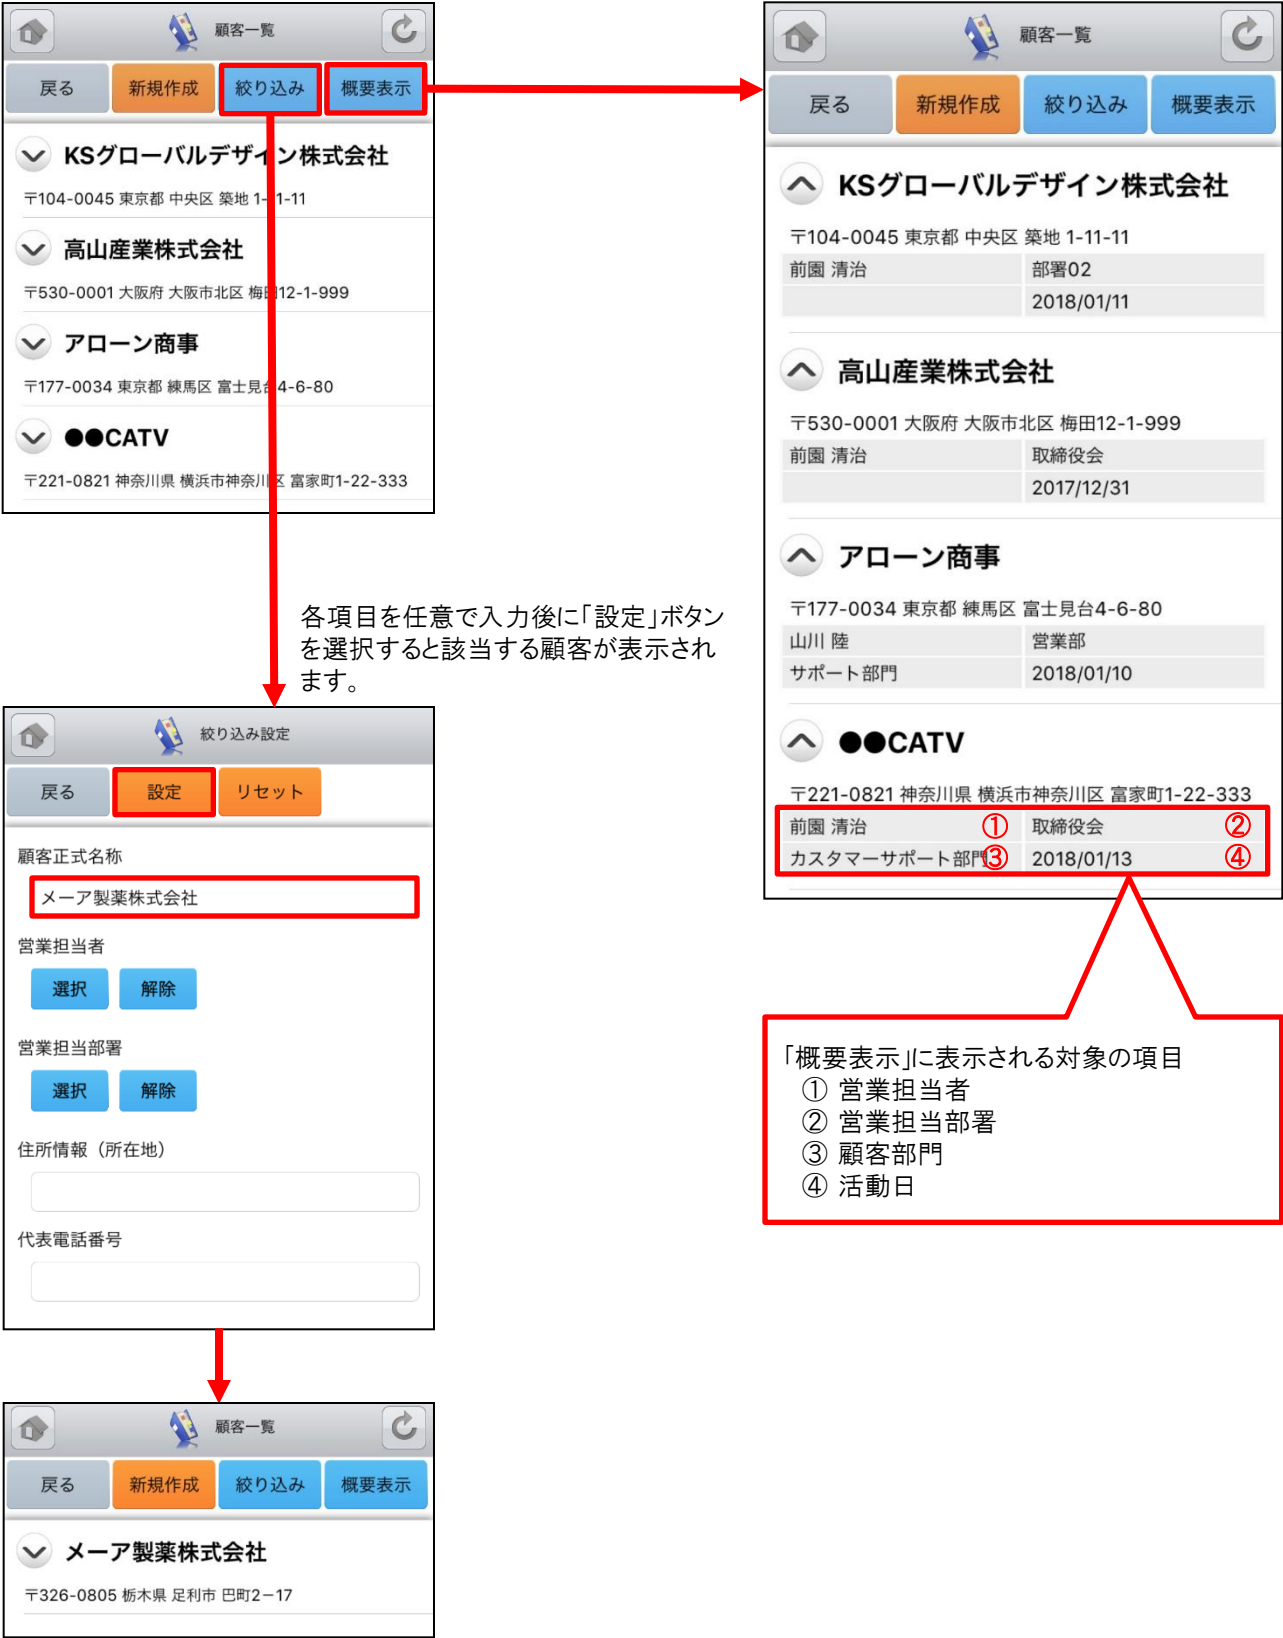 顧客一覧
戻る 新規作成 絞り込み 概要表示
KSグローバルデザイン株式会社
〒104-0045 東京都 中央区 築地 1-11-11
高山産業株式会社
〒530-0001 大阪府 大阪市北区 梅田12-1-999
アローン商事
〒177-0034 東京都 練馬区 富士見台4-6-80
●●CATV
〒221-0821 神奈川県 横浜市神奈川区 富家町1-22-333
各項目を任意で入力後に「設定」ボタン
を選択すると該当する顧客が表示され
ます。
絞り込み設定
戻る 設定 リセット
顧客正式名称
メーア製薬株式会社
営業担当者
選択 解除
営業担当部署
選択 解除
住所情報（所在地）
代表電話番号
顧客一覧
戻る 新規作成 絞り込み 概要表示
メーア製薬株式会社
〒326-0805 栃木県 足利市 巴町2－17
顧客一覧
戻る 新規作成 絞り込み 概要表示
KSグローバルデザイン株式会社
〒104-0045 東京都 中央区 築地 1-11-11
前園 清治 部署02
2018/01/11
高山産業株式会社
〒530-0001 大阪府 大阪市北区 梅田12-1-999
前園 清治 取締役会
2017/12/31
アローン商事
〒177-0034 東京都 練馬区 富士見台4-6-80
山川 陸 営業部
サポート部門 2018/01/10
●●CATV
〒221-0821 神奈川県 横浜市神奈川区 富家町1-22-333
前園 清治 ① 取締役会 ②
カスタマーサポート部門 ③ 2018/01/13 ④
「概要表示」に表示される対象の項目
① 営業担当者
② 営業担当部署
③ 顧客部門
④ 活動日